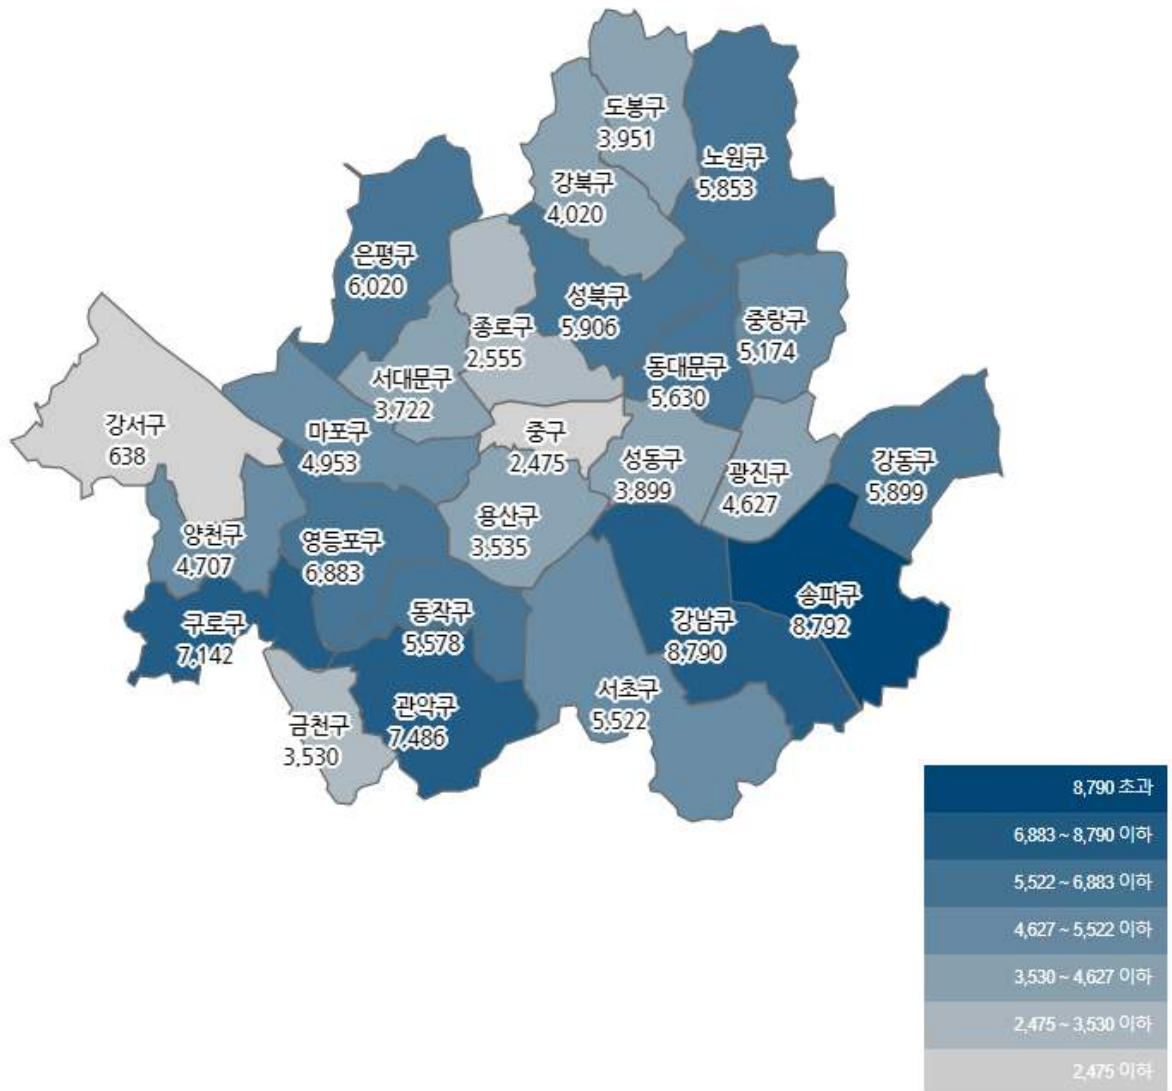 도봉구
3,951
노원구
5,853
강북구
4,020
은평구
6,020
성북구
5,906
종로구
2,555
중랑구
5,174
동대문구
5,630
서대문구
3,722
강서구
638
마포구
4,953
중구
2,475
성동구
3,899
광진구
4,627
강동구
5,899
용산구
3,535
양천구
4,707
영등포구
6,883
구로구
7,142
동작구
5,578
강남구
8,790
송파구
8,792
서초구
5,522
관악구
7,486
금천구
3,530
8,790 초과
6,883 ~ 8,790 이하
5,522 ~ 6,883 이하
4,627 ~ 5,522 이하
3,530 ~ 4,627 이하
2,475 ~ 3,530 이하
2,475 이하